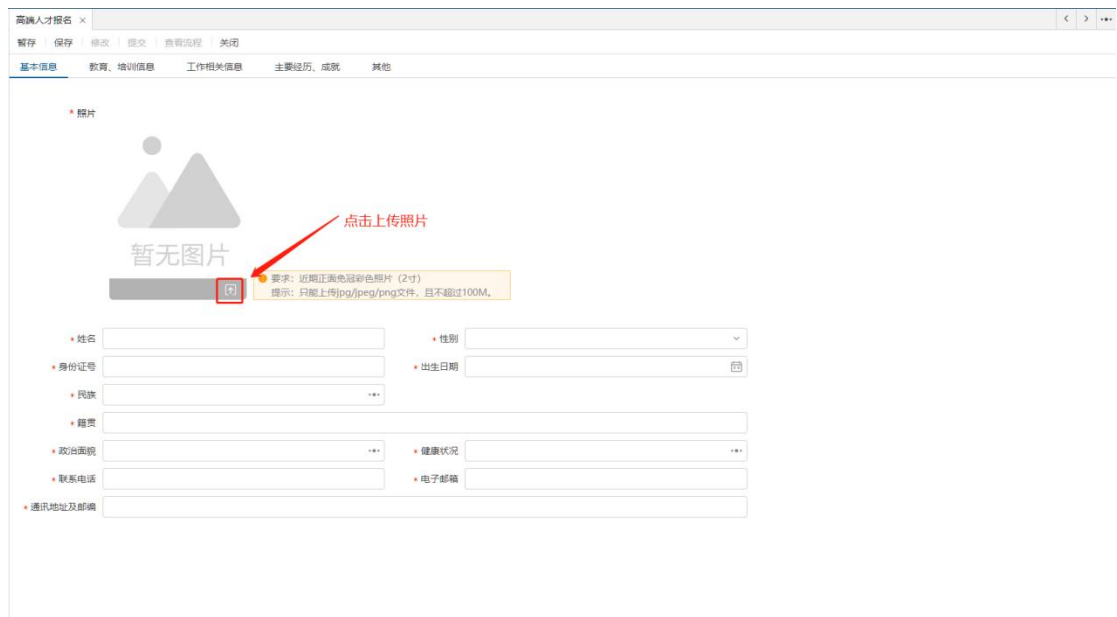 高端人才报名 ×
暂存 保存 修改 提交 查看流程 关闭
基本信息 教育、培训信息 工作相关信息 主要经历、成就 其他
* 照片
暂无图片
点击上传照片
要求：近期正面免冠彩色照片（2寸）
提示：只能上传jpg/jpeg/png文件，且不超过100M。
* 姓名 * 性别
* 身份证号 * 出生日期
* 民族
* 籍贯
* 政治面貌 * 健康状况
* 联系电话 * 电子邮箱
* 通讯地址及邮编